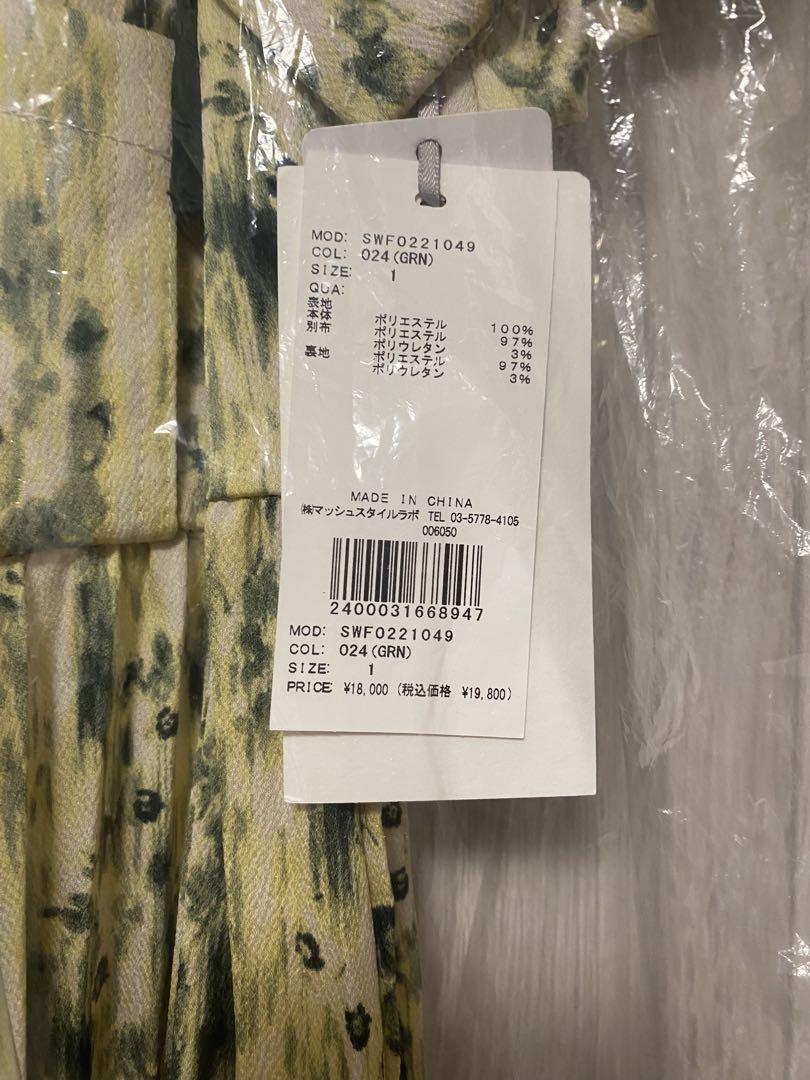 MOD: SWF0221049
COL: 024(GRN)
SIZE: 1
QUA:
表地
本体 ポリエステル 100%
別布 ポリエステル 97%
ポリウレタン 3%
裏地 ポリエステル 97%
ポリウレタン 3%
MADE IN CHINA
㈱マッシュスタイルラボ TEL 03-5778-4105
006050
2400031668947
MOD: SWF0221049
COL: 024(GRN)
SIZE: 1
PRICE: ¥18,000 (税込価格 ¥19,800)